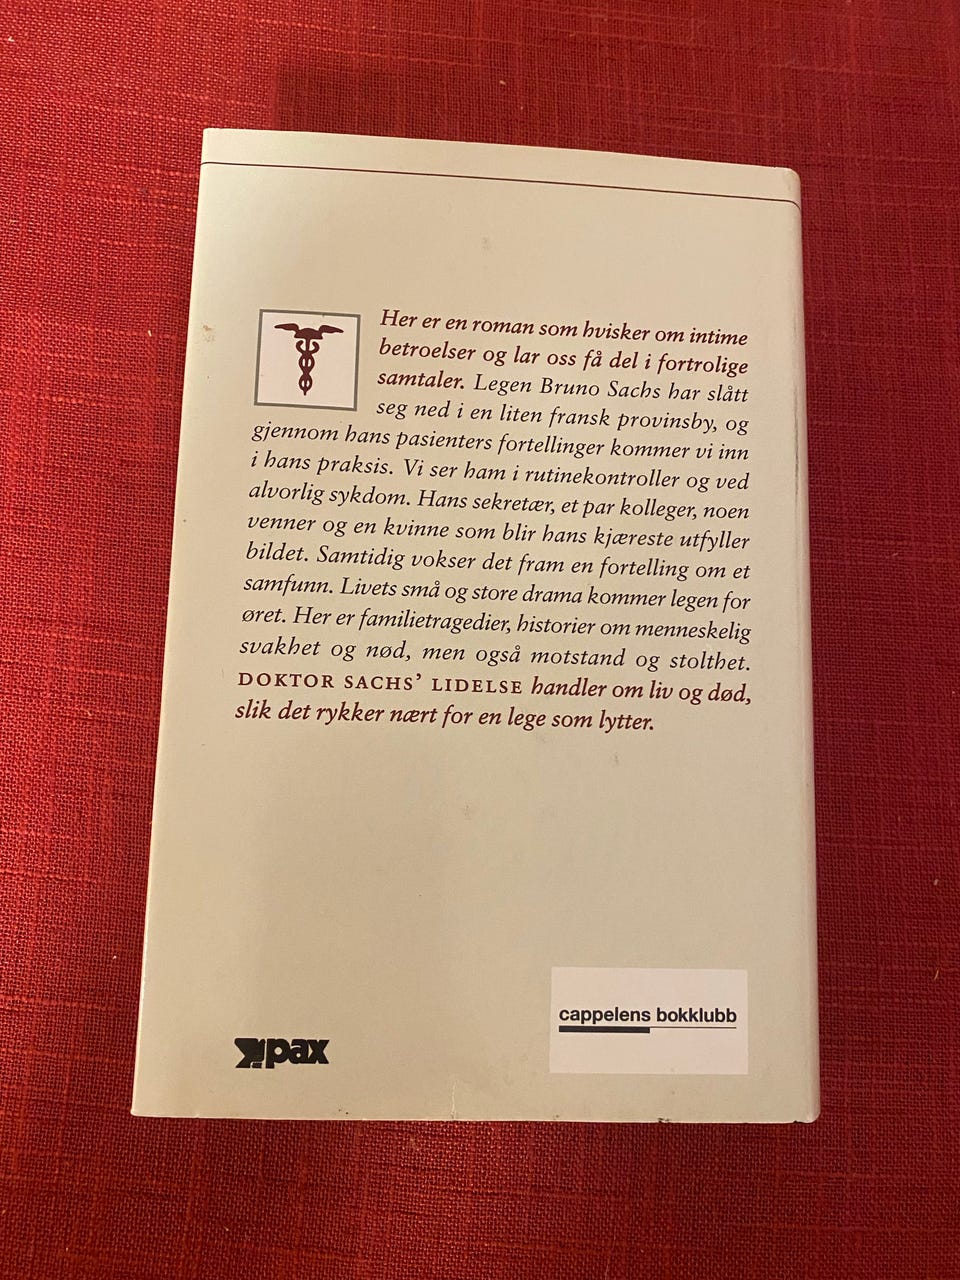 Her er en roman som hvisker om intime
betroelser og lar oss få del i fortrolige
samtaler. Legen Bruno Sachs har slått
seg ned i en liten fransk provinsby, og
gjennom hans pasienters fortellinger kommer vi inn
i hans praksis. Vi ser ham i rutinekontroller og ved
alvorlig sykdom. Hans sekretær, et par kolleger, noen
venner og en kvinne som blir hans kjæreste utfyller
bildet. Samtidig vokser det fram en fortelling om et
samfunn. Livets små og store drama kommer legen for
øret. Her er familietragedier, historier om menneskelig
svakhet og nød, men også motstand og stolthet.
DOKTOR SACHS’ LIDELSE handler om liv og død,
slik det rykker nært for en lege som lytter.
cappelens bokklubb
pax